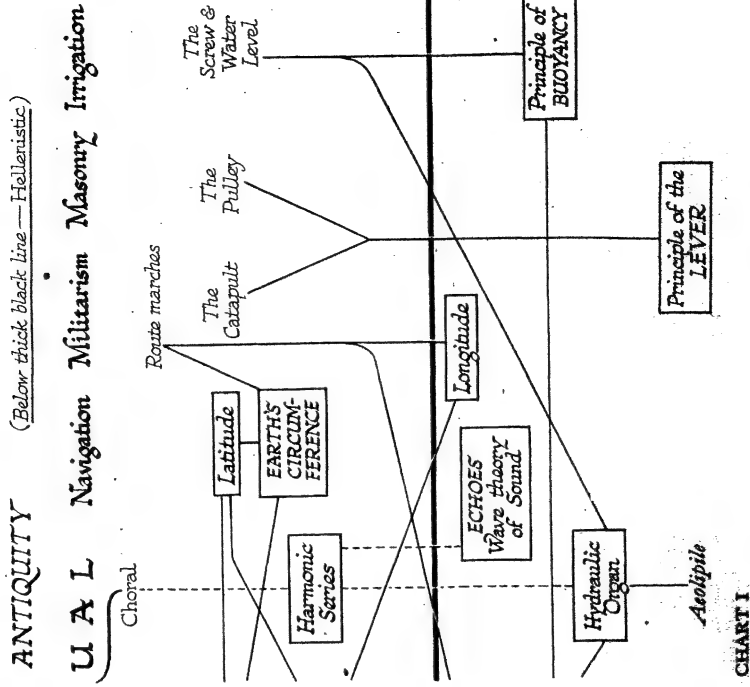 ANTIQUITY (Below thick black line — Hellenistic)
U A L Navigation Militarism Masonry Irrigation
Choral
Route marches
The
Catapult
The
Pulley
The
Screw &
Water
Level
Latitude
EARTH'S
CIRCUM-
FERENCE
Harmonic
Series
Longitude
ECHOES
Wave theory
of Sound
Principle of
BUOYANCY
Hydraulic
Organ
Principle of the
LEVER
Aeolipile
CHART I